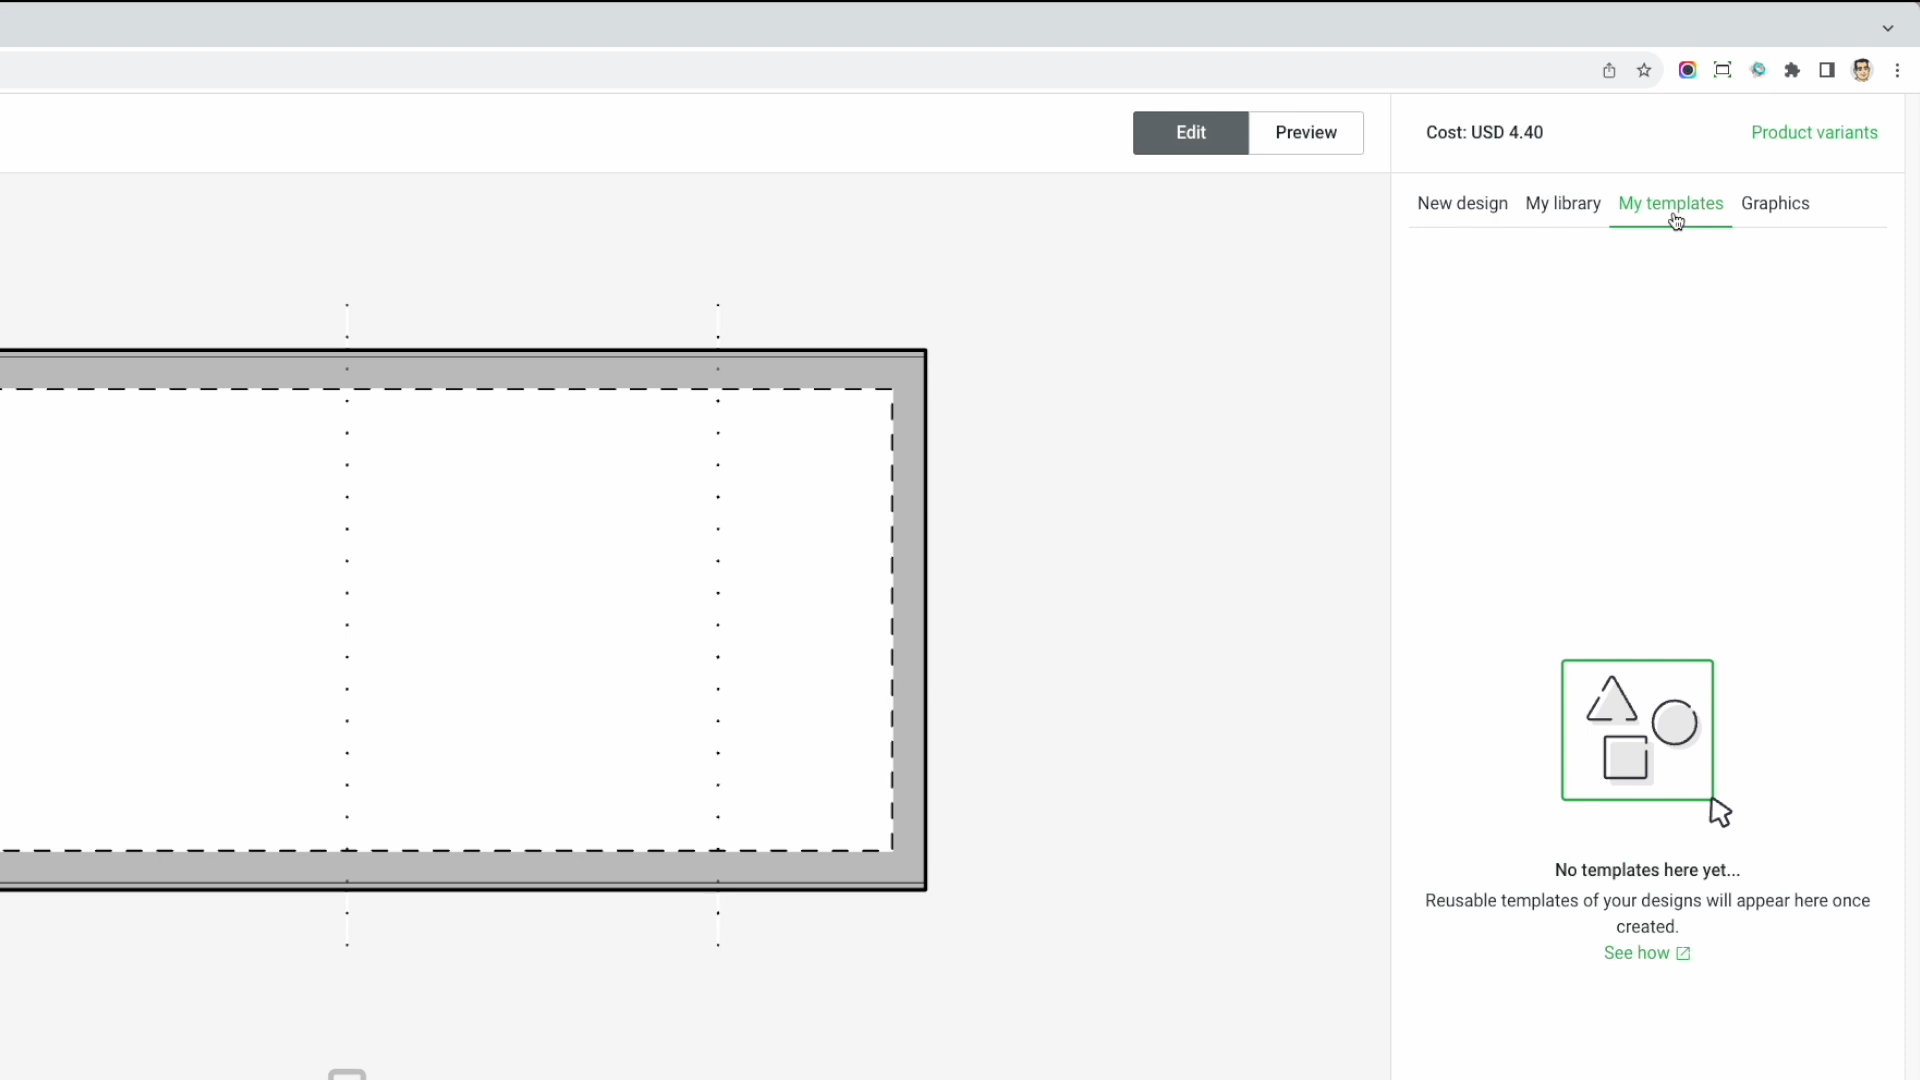 Edit
Preview
Cost: USD 4.40
Product variants
New design
My library
My templates
Graphics
No templates here yet...
Reusable templates of your designs will appear here once
created.
See how